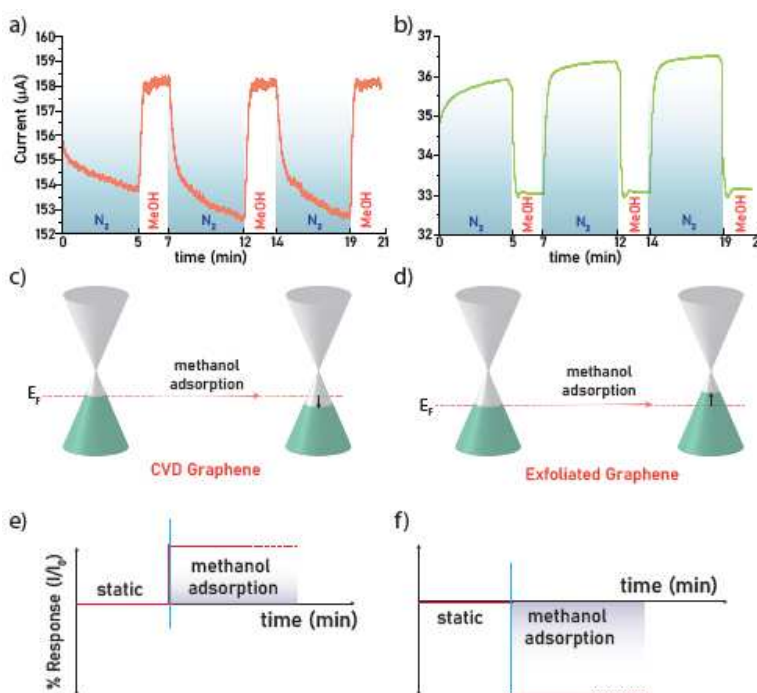 a)
160
159
158
157
156
155
154
153
152
Current (µA)
N₂
MeOH
N₂
MeOH
N₂
MeOH
0
5
7
12
14
19
21
time (min)
b)
37
36
35
34
33
32
N₂
MeOH
N₂
MeOH
N₂
MeOH
0
5
7
12
14
19
2
time (min)
c)
methanol
adsorption
E_F
CVD Graphene
d)
methanol
adsorption
E_F
Exfoliated Graphene
e)
% Response (I/I₀)
static
methanol
adsorption
time (min)
f)
time (min)
static
methanol
adsorption